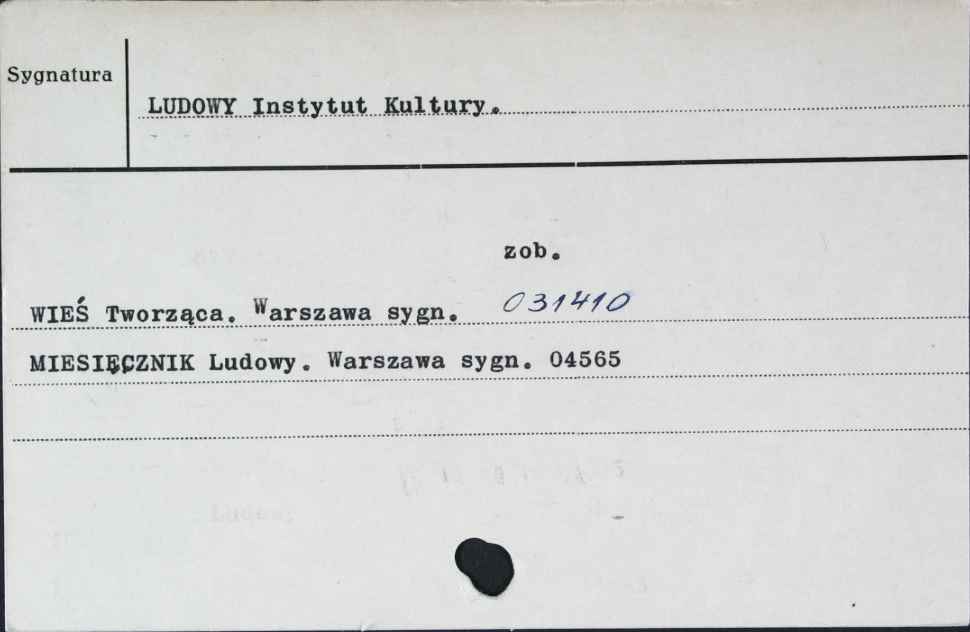 Sygnatura
LUDOWY Instytut Kultury.
zob.
WIEŚ Tworząca. Warszawa sygn. 031410
MIESIĘCZNIK Ludowy. Warszawa sygn. 04565